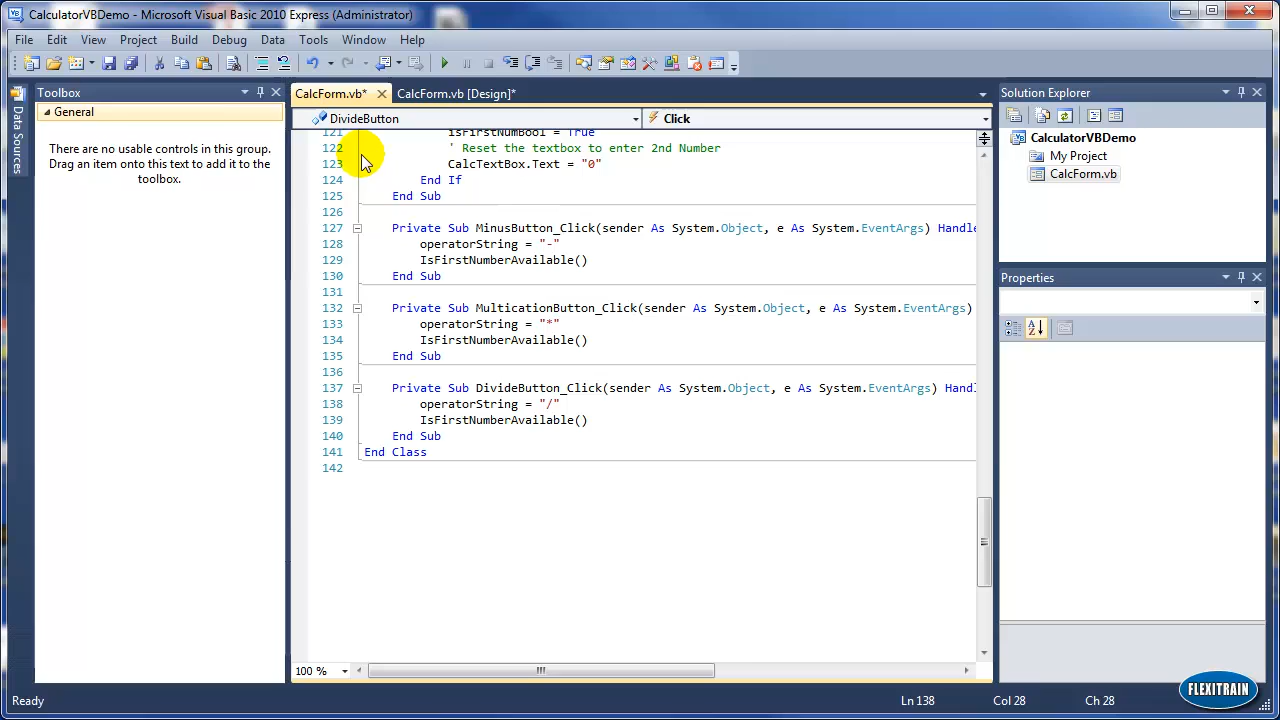 CalculatorVBDemo - Microsoft Visual Basic 2010 Express (Administrator)
File Edit View Project Build Debug Data Tools Window Help
Toolbox
General
There are no usable controls in this group. Drag an item onto this text to add it to the toolbox.
Data Sources
CalcForm.vb* CalcForm.vb [Design]*
DivideButton Click
121 isFirstNumBool = True
122 ' Reset the textbox to enter 2nd Number
123 CalcTextBox.Text = "0"
124 End If
125 End Sub
126
127 Private Sub MinusButton_Click(sender As System.Object, e As System.EventArgs) Handle
128 operatorString = "-"
129 IsFirstNumberAvailable()
130 End Sub
131
132 Private Sub MulticationButton_Click(sender As System.Object, e As System.EventArgs)
133 operatorString = "*"
134 IsFirstNumberAvailable()
135 End Sub
136
137 Private Sub DivideButton_Click(sender As System.Object, e As System.EventArgs) Handl
138 operatorString = "/"
139 IsFirstNumberAvailable()
140 End Sub
141 End Class
142
100 %
Solution Explorer
CalculatorVBDemo
My Project
CalcForm.vb
Properties
Ready Ln 138 Col 28 Ch 28
FLEXITRAIN